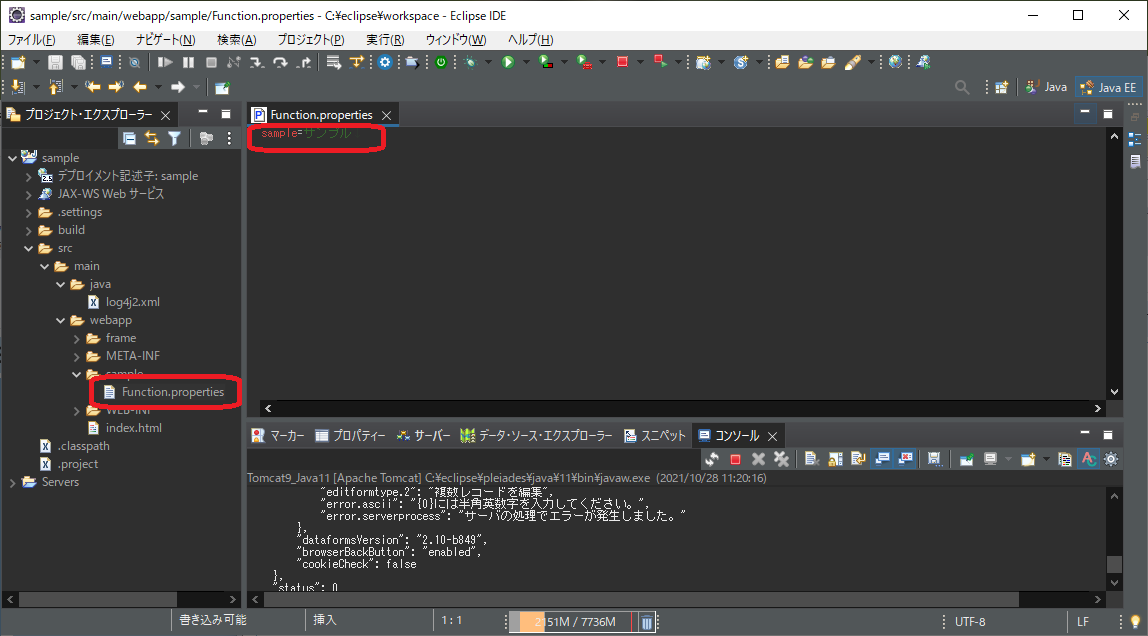 sample/src/main/webapp/sample/Function.properties - C:¥eclipse¥workspace - Eclipse IDE
ファイル(F) 編集(E) ナビゲート(N) 検索(A) プロジェクト(P) 実行(R) ウィンドウ(W) ヘルプ(H)
Java Java EE
プロジェクト・エクスプローラー
Function.properties
sample=サンプル
sample
デプロイメント記述子: sample
JAX-WS Web サービス
.settings
build
src
main
java
log4j2.xml
webapp
frame
META-INF
sample
Function.properties
WEB-INF
index.html
.classpath
.project
Servers
マーカー プロパティー サーバー データ・ソース・エクスプローラー スニペット コンソール
Tomcat9_Java11 [Apache Tomcat] C:¥eclipse¥pleiades¥java¥11¥bin¥javaw.exe (2021/10/28 11:20:16)
"editformtype.2": "複数レコードを編集",
"error.ascii": "{0}には半角英数字を入力してください。",
"error.serverprocess": "サーバの処理でエラーが発生しました。"
},
"dataformsVersion": "2.10-b849",
"browserBackButton": "enabled",
"cookieCheck": false
},
"status": 0
書き込み可能 挿入 1 : 1 2151M / 7736M UTF-8 LF